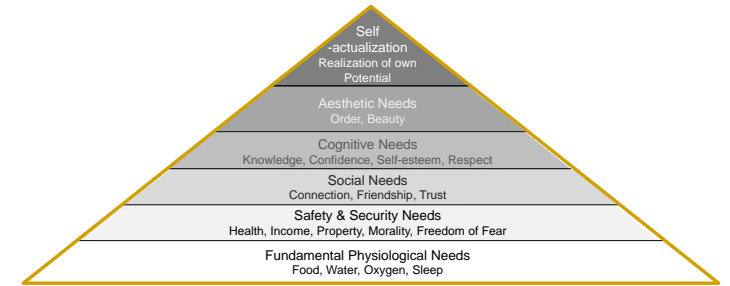 Self
-actualization
Realization of own
Potential
Aesthetic Needs
Order, Beauty
Cognitive Needs
Knowledge, Confidence, Self-esteem, Respect
Social Needs
Connection, Friendship, Trust
Safety & Security Needs
Health, Income, Property, Morality, Freedom of Fear
Fundamental Physiological Needs
Food, Water, Oxygen, Sleep